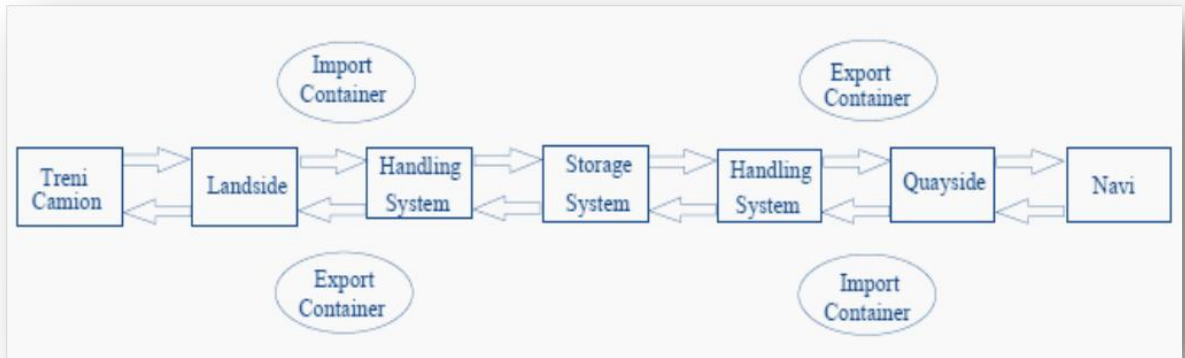 Import
Container
Export
Container
Treni
Camion
Landside
Handling
System
Storage
System
Handling
System
Quayside
Navi
Export
Container
Import
Container